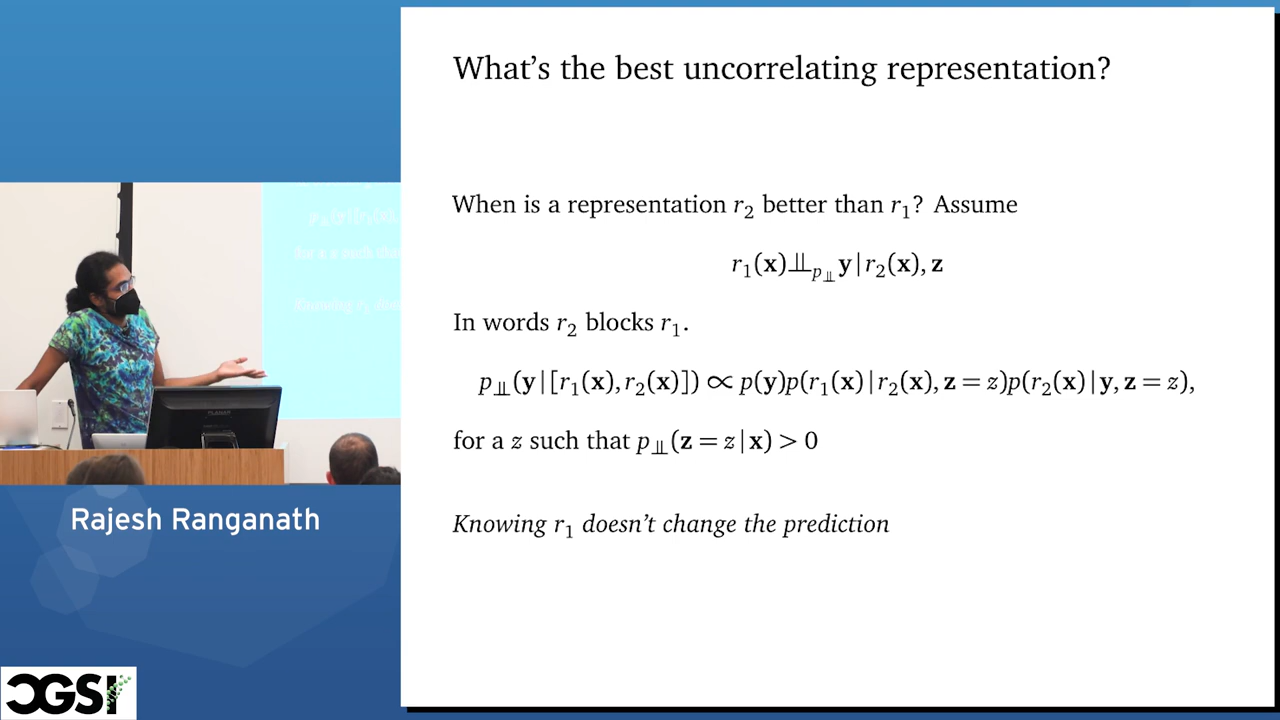 What's the best uncorrelating representation?
When is a representation r₂ better than r₁? Assume
r₁(x)⫫_{p⫫} y | r₂(x), z
In words r₂ blocks r₁.
p⫫(y | [r₁(x), r₂(x)]) ∝ p(y)p(r₁(x) | r₂(x), z = z)p(r₂(x) | y, z = z),
for a z such that p⫫(z = z | x) > 0
Knowing r₁ doesn't change the prediction
Rajesh Ranganath
CGSI